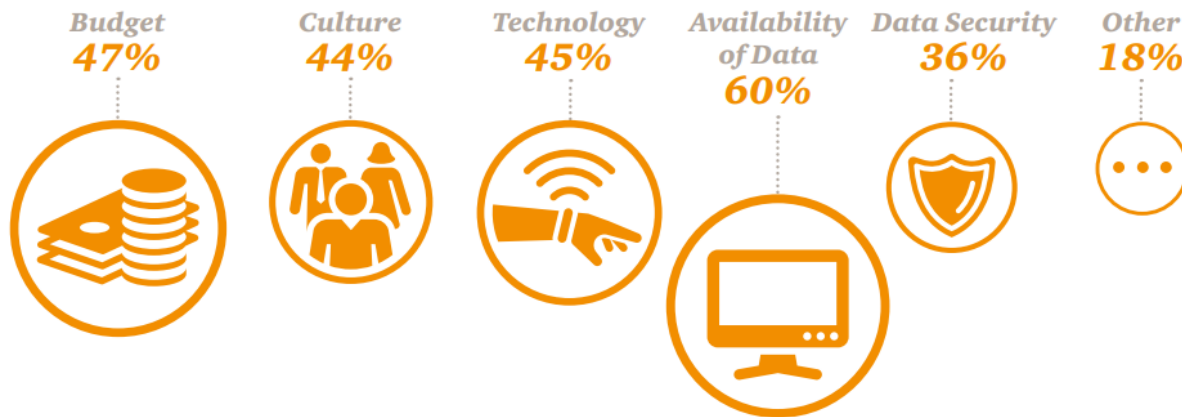 Budget
47%
Culture
44%
Technology
45%
Availability
of Data
60%
Data Security
36%
Other
18%